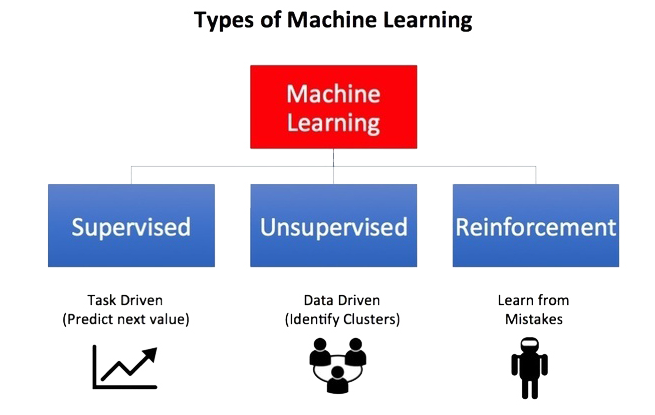 Types of Machine Learning
Machine
Learning
Supervised
Unsupervised
Reinforcement
Task Driven
(Predict next value)
Data Driven
(Identify Clusters)
Learn from
Mistakes